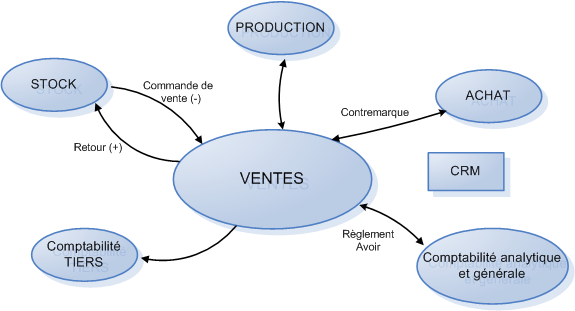 PRODUCTION
STOCK
Commande de
vente (-)
ACHAT
Contremarque
Retour (+)
CRM
VENTES
Règlement
Avoir
Comptabilité
TIERS
Comptabilité analytique
et générale